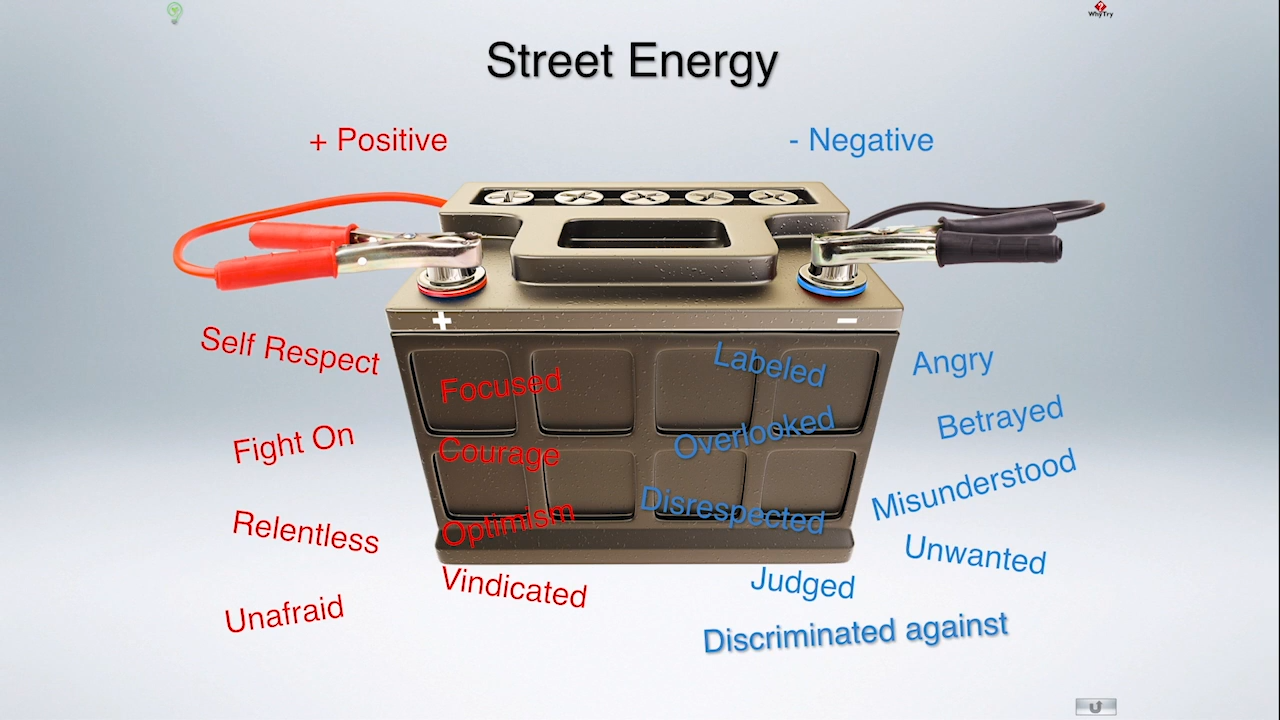 WhyTry
Street Energy
+ Positive
- Negative
Self Respect
Focused
Labeled
Angry
Fight On
Courage
Overlooked
Betrayed
Relentless
Optimism
Disrespected
Misunderstood
Unafraid
Vindicated
Judged
Unwanted
Discriminated against